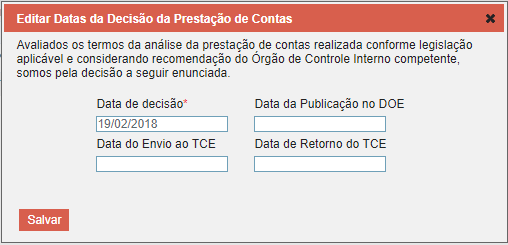 Editar Datas da Decisão da Prestação de Contas
Avaliados os termos da análise da prestação de contas realizada conforme legislação
aplicável e considerando recomendação do Órgão de Controle Interno competente,
somos pela decisão a seguir enunciada.
Data de decisão* Data da Publicação no DOE
19/02/2018
Data do Envio ao TCE Data de Retorno do TCE
Salvar